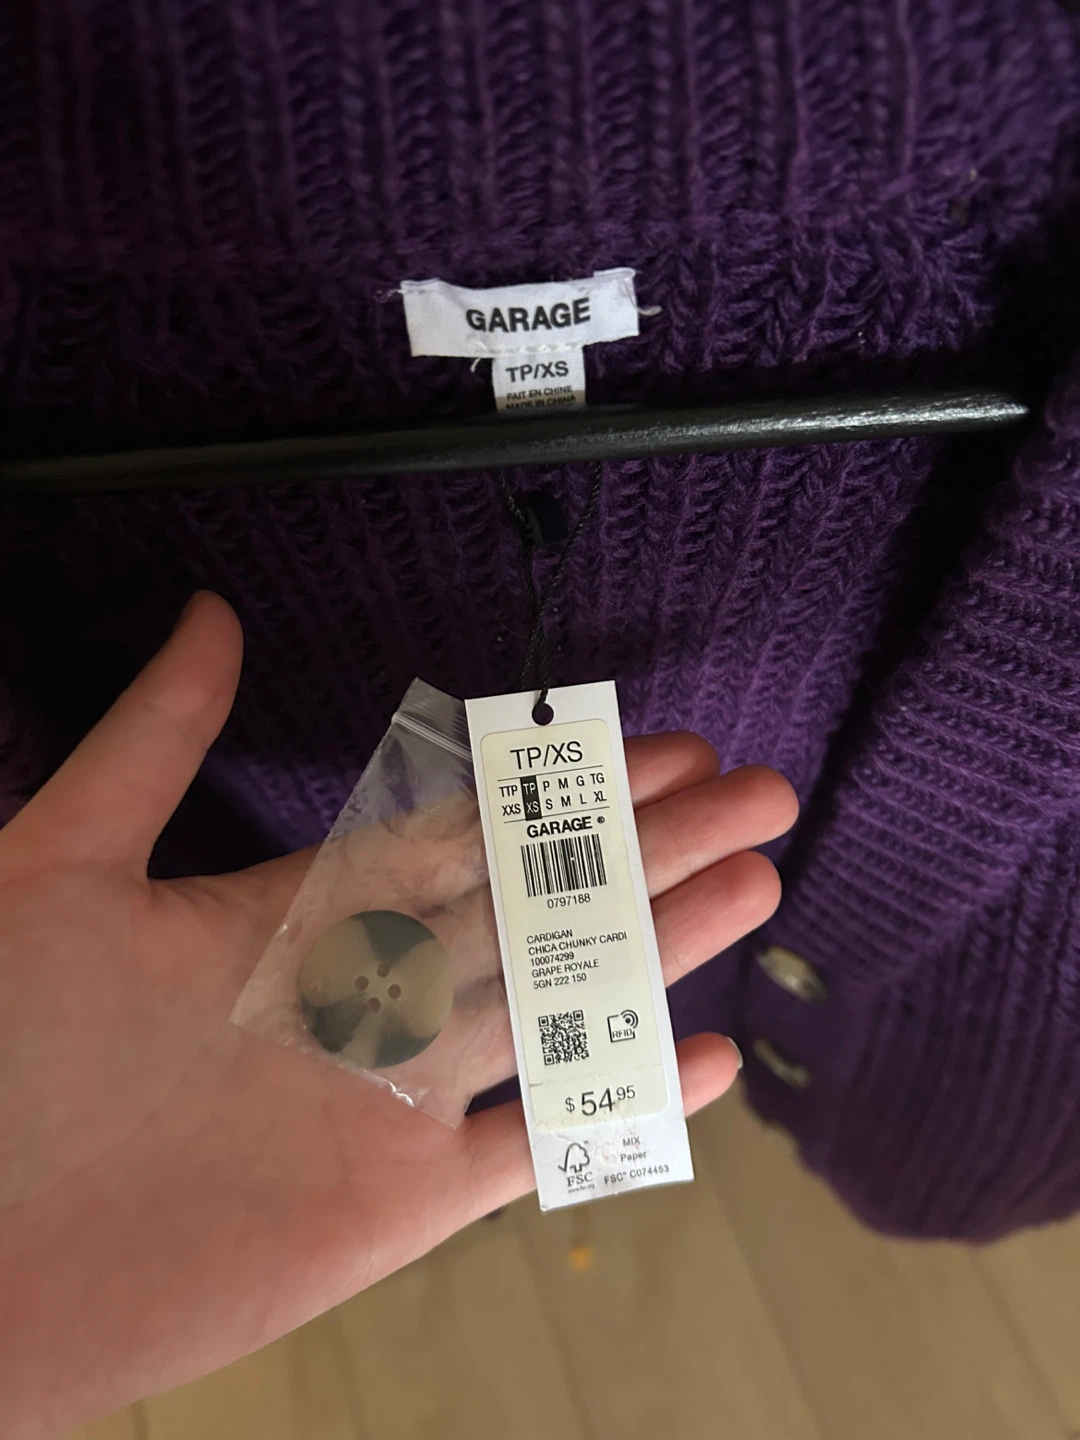 GARAGE
TP/XS
FAIT EN CHINE
MADE IN CHINA
TP/XS
TTP TP P M G TG
XXS XS S M L XL
GARAGE ®
0797188
CARDIGAN
CHICA CHUNKY CARDI
100074299
GRAPE ROYALE
5GN 222 150
RFID
$ 54.95
MIX
Paper
FSC
FSC™ C074453